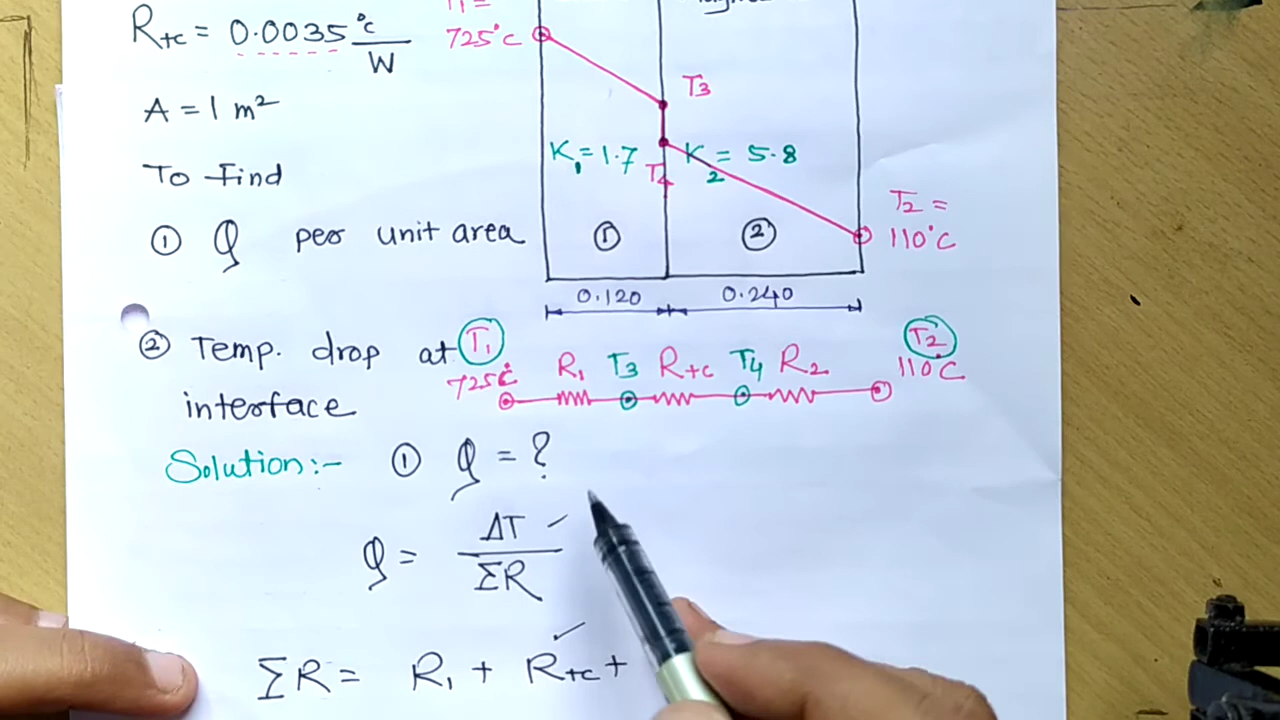 Rtc = 0.0035 °C/W
A = 1 m²
To Find
① Q per unit area
② Temp. drop at
interface
725°C
T3
K1 = 1.7
T4
K2 = 5.8
T2 =
110°C
① ②
0.120 0.240
T1 R1 T3 Rtc T4 R2 T2
725°C 110°C
Solution:- ① Q = ?
Q = ΔT/ΣR
ΣR = R1 + Rtc +